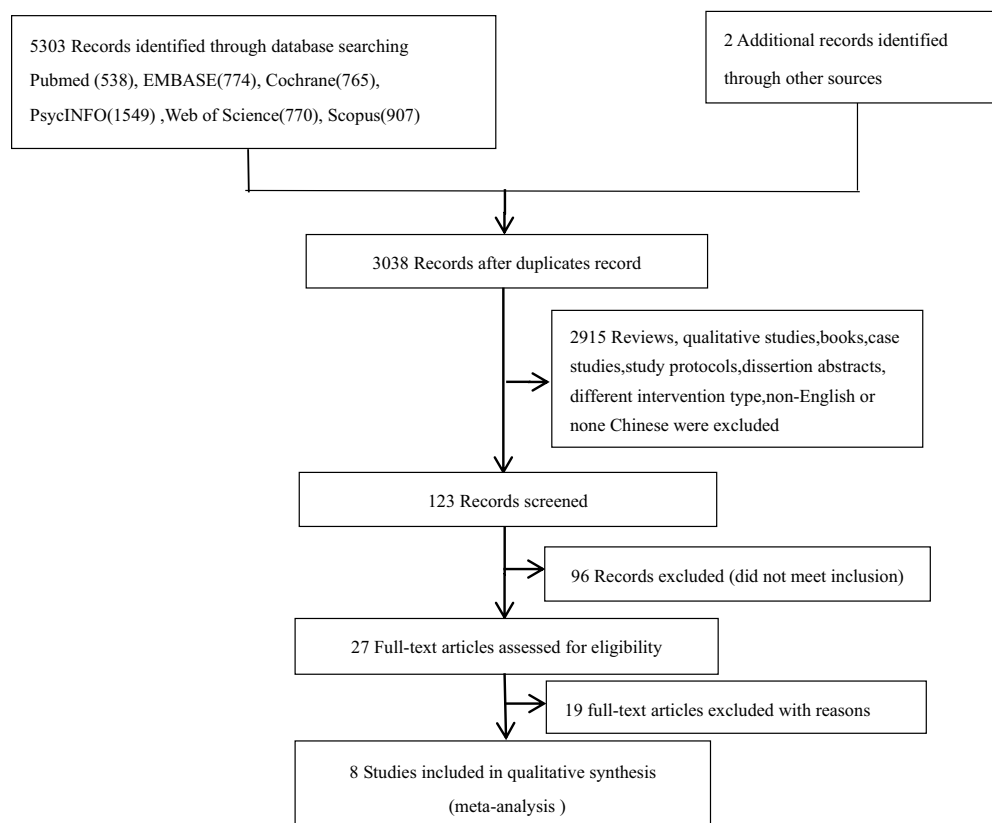 5303 Records identified through database searching
Pubmed (538), EMBASE(774), Cochrane(765),
PsycINFO(1549) ,Web of Science(770), Scopus(907)
2 Additional records identified
through other sources
3038 Records after duplicates record
2915 Reviews, qualitative studies,books,case
studies,study protocols,dissertion abstracts,
different intervention type,non-English or
none Chinese were excluded
123 Records screened
96 Records excluded (did not meet inclusion)
27 Full-text articles assessed for eligibility
19 full-text articles excluded with reasons
8 Studies included in qualitative synthesis
(meta-analysis )